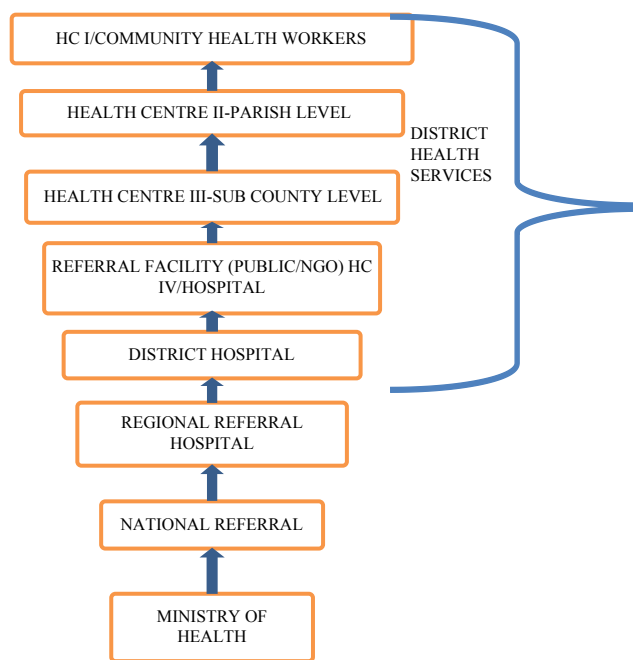 HC I/COMMUNITY HEALTH WORKERS
HEALTH CENTRE II-PARISH LEVEL
DISTRICT
HEALTH
SERVICES
HEALTH CENTRE III-SUB COUNTY LEVEL
REFERRAL FACILITY (PUBLIC/NGO) HC
IV/HOSPITAL
DISTRICT HOSPITAL
REGIONAL REFERRAL
HOSPITAL
NATIONAL REFERRAL
MINISTRY OF
HEALTH